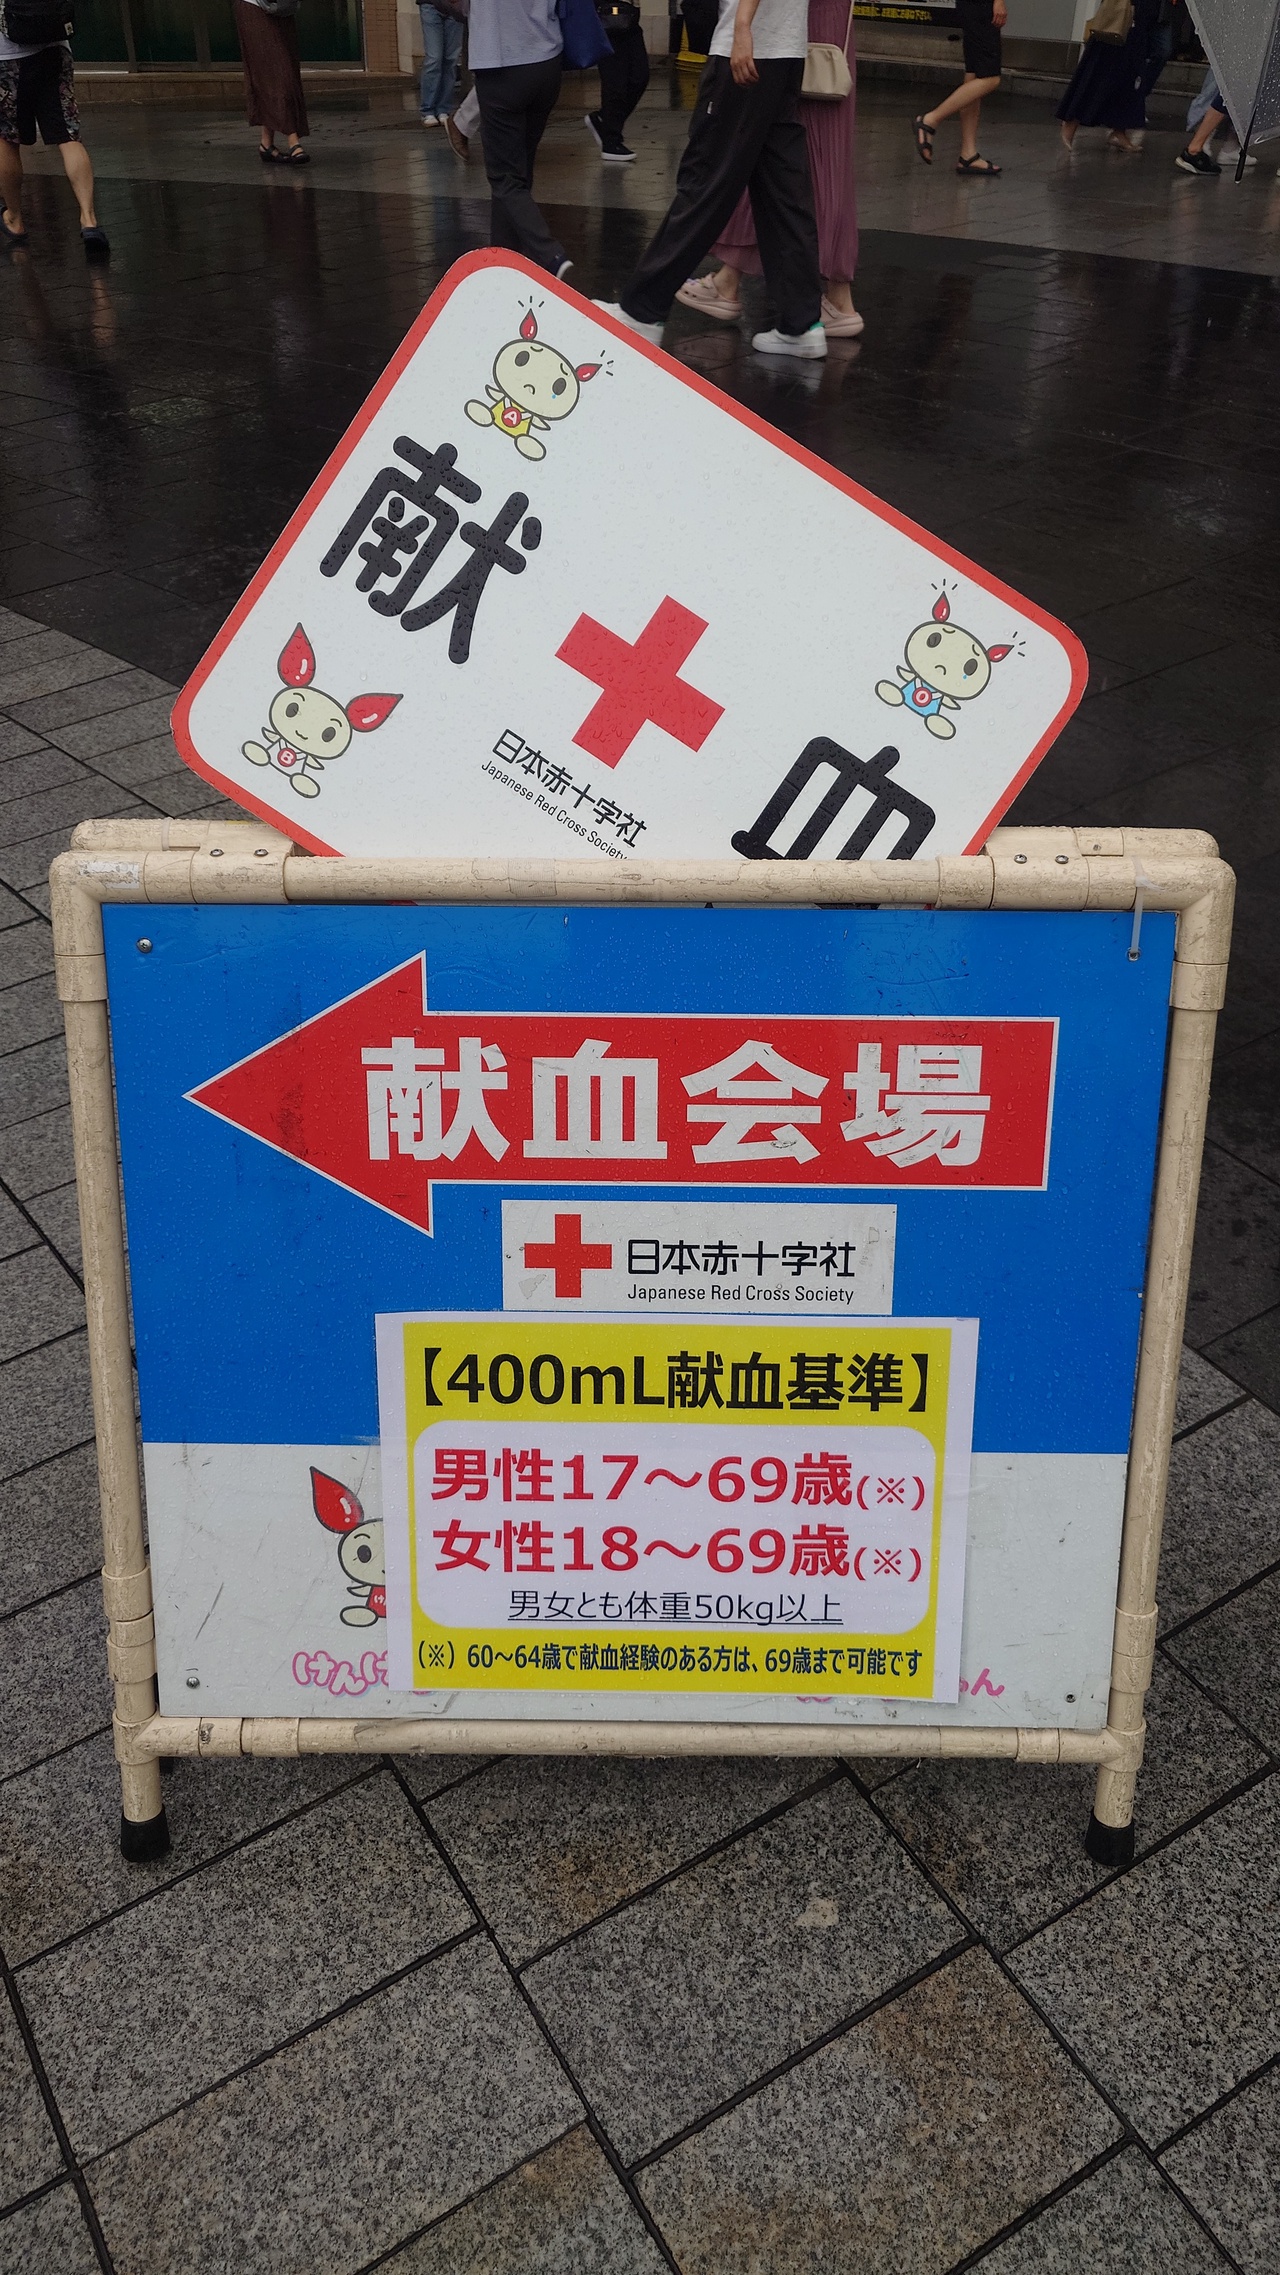 献血
A
O
B
日本赤十字社
Japanese Red Cross Society
献血会場
日本赤十字社
Japanese Red Cross Society
【400mL献血基準】
男性17～69歳(※)
女性18～69歳(※)
男女とも体重50kg以上
(※) 60～64歳で献血経験のある方は、69歳まで可能です
けんけ
ん